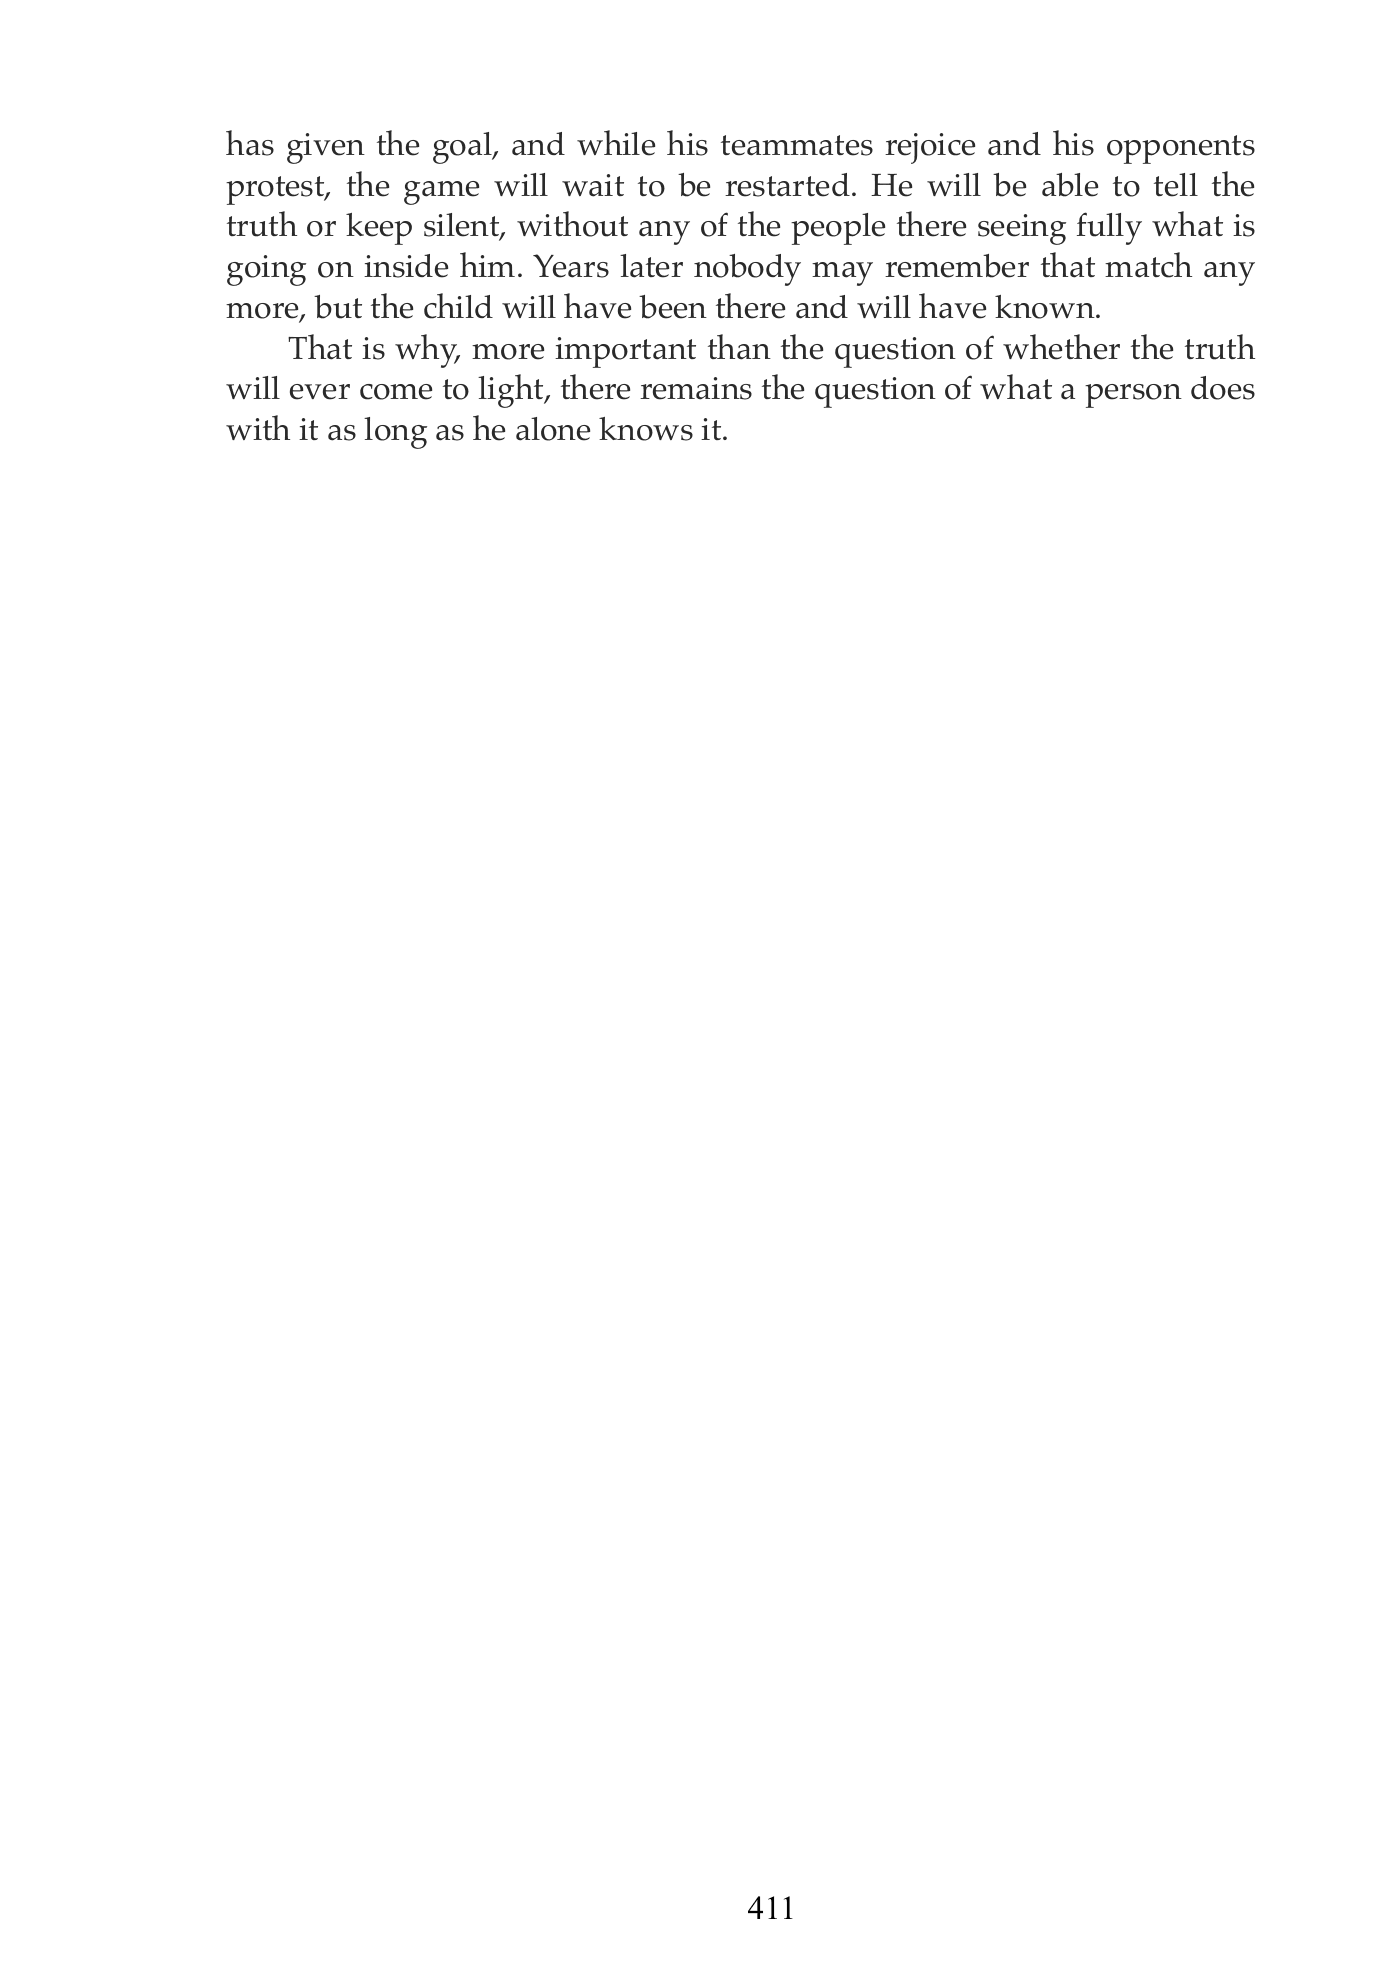 has given the goal, and while his teammates rejoice and his opponents
protest, the game will wait to be restarted. He will be able to tell the
truth or keep silent, without any of the people there seeing fully what is
going on inside him. Years later nobody may remember that match any
more, but the child will have been there and will have known.
That is why, more important than the question of whether the truth
will ever come to light, there remains the question of what a person does
with it as long as he alone knows it.
411